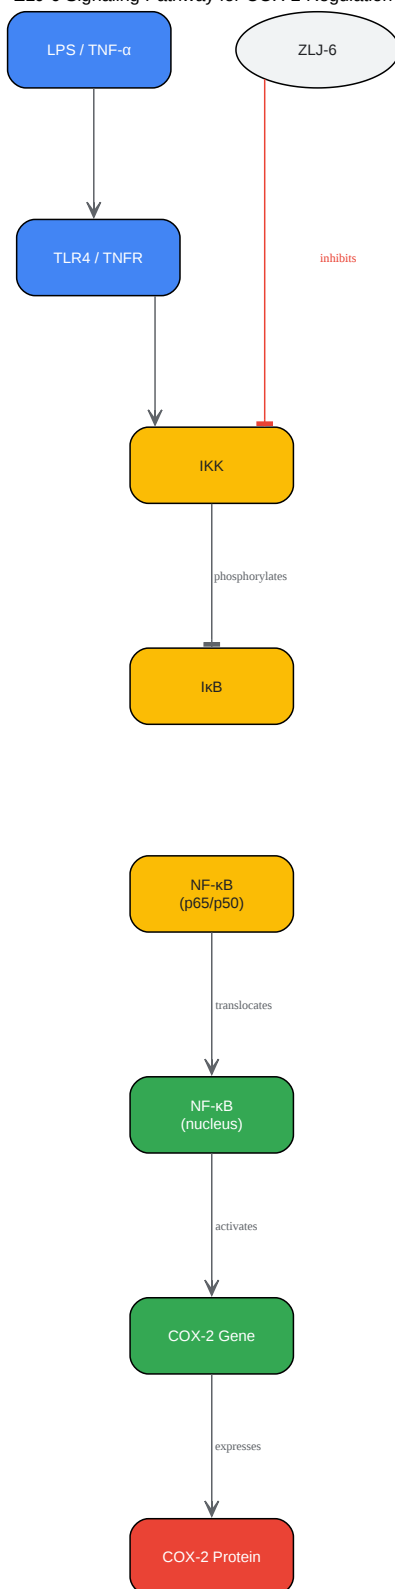 LPS / TNF-α
ZLJ-6
TLR4 / TNFR
inhibits
IKK
phosphorylates
IκB
NF-κB
(p65/p50)
translocates
NF-κB
(nucleus)
activates
COX-2 Gene
expresses
COX-2 Protein